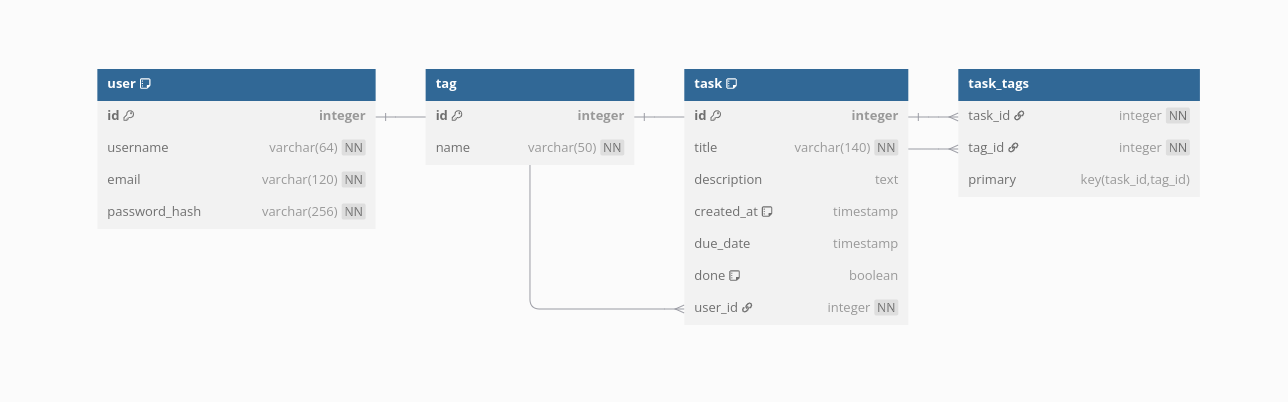 user
id integer
username varchar(64) NN
email varchar(120) NN
password_hash varchar(256) NN
tag
id integer
name varchar(50) NN
task
id integer
title varchar(140) NN
description text
created_at timestamp
due_date timestamp
done boolean
user_id integer NN
task_tags
task_id integer NN
tag_id integer NN
primary key(task_id,tag_id)